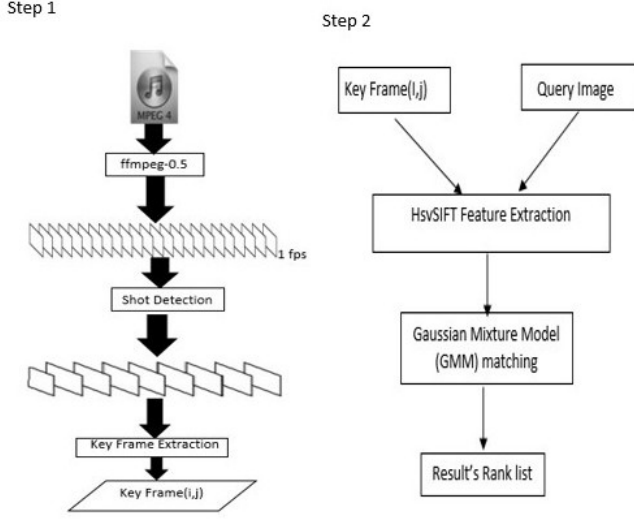 Step 1
MPEG 4
ffmpeg-0.5
1 fps
Shot Detection
Key Frame Extraction
Key Frame(i,j)
Step 2
Key Frame(I,j)
Query Image
HsvSIFT Feature Extraction
Gaussian Mixture Model
(GMM) matching
Result's Rank list